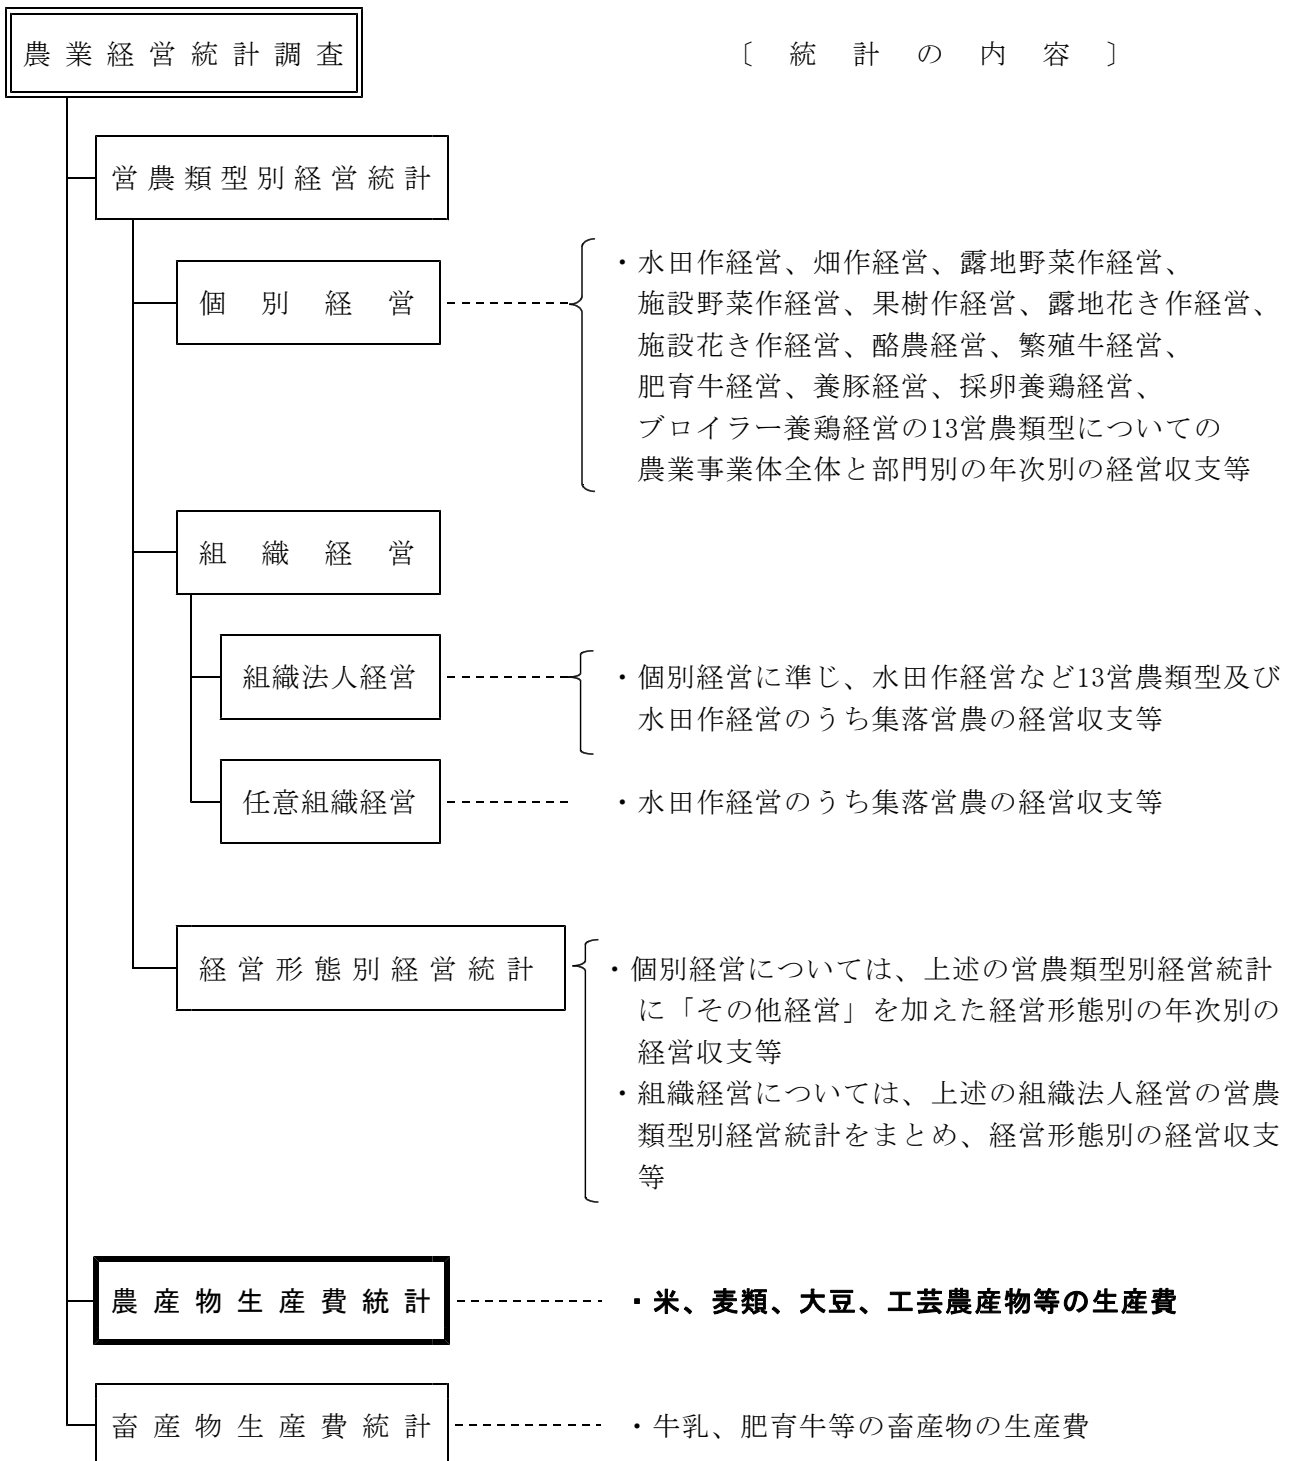 農業経営統計調査
〔統計の内容〕
営農類型別経営統計
個別経営
・水田作経営、畑作経営、露地野菜作経営、
施設野菜作経営、果樹作経営、露地花き作経営、
施設花き作経営、酪農経営、繁殖牛経営、
肥育牛経営、養豚経営、採卵養鶏経営、
ブロイラー養鶏経営の13営農類型についての
農業事業体全体と部門別の年次別の経営収支等
組織経営
組織法人経営
・個別経営に準じ、水田作経営など13営農類型及び
水田作経営のうち集落営農の経営収支等
任意組織経営
・水田作経営のうち集落営農の経営収支等
経営形態別経営統計
・個別経営については、上述の営農類型別経営統計
に「その他経営」を加えた経営形態別の年次別の
経営収支等
・組織経営については、上述の組織法人経営の営農
類型別経営統計をまとめ、経営形態別の経営収支
等
農産物生産費統計
・米、麦類、大豆、工芸農産物等の生産費
畜産物生産費統計
・牛乳、肥育牛等の畜産物の生産費